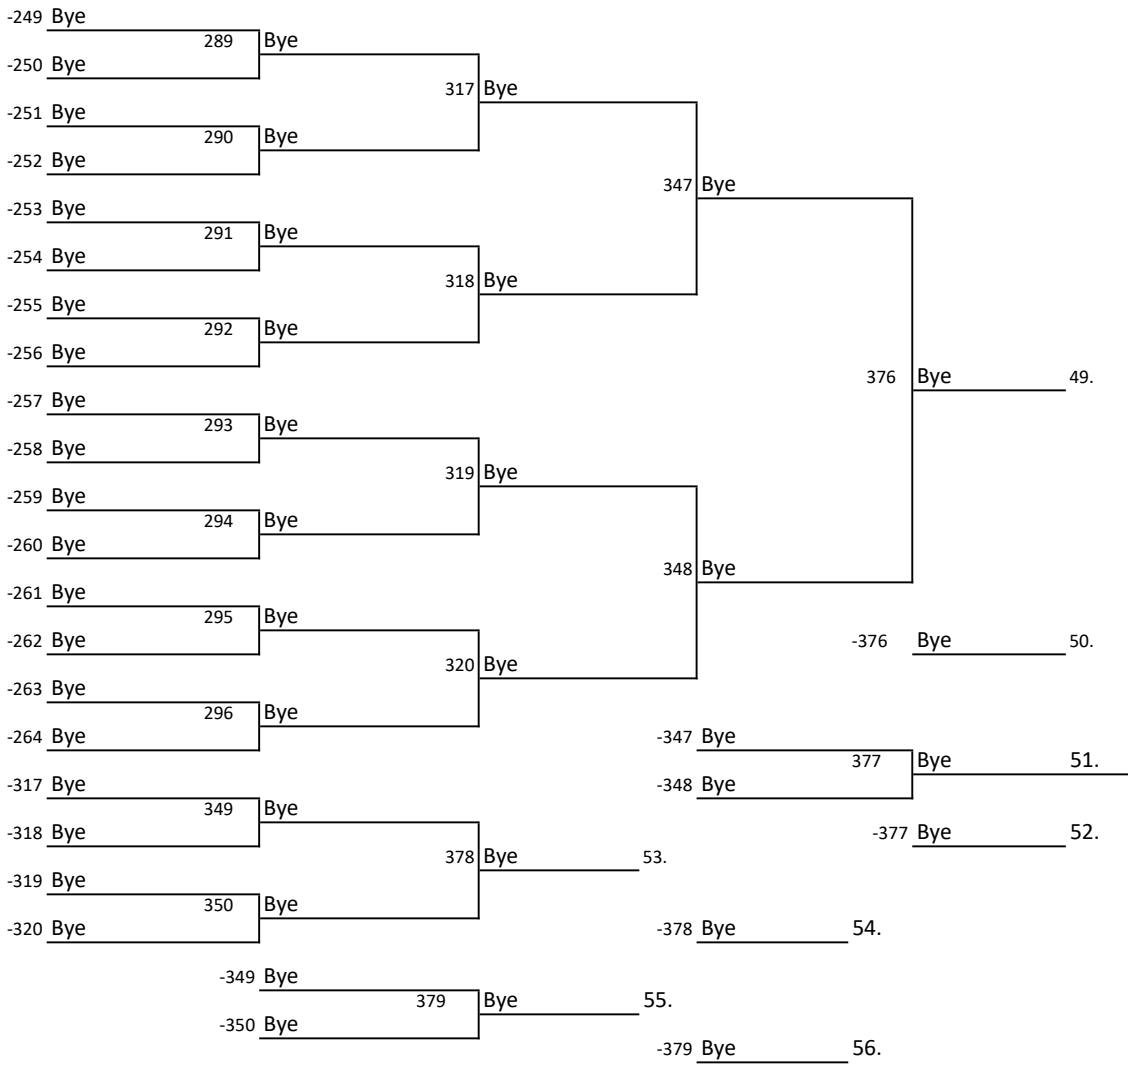 -249 Bye
289 Bye
-250 Bye
317 Bye
-251 Bye
290 Bye
-252 Bye
347 Bye
-253 Bye
291 Bye
-254 Bye
318 Bye
-255 Bye
292 Bye
-256 Bye
376 Bye 49.
-257 Bye
293 Bye
-258 Bye
319 Bye
-259 Bye
294 Bye
-260 Bye
348 Bye
-261 Bye
295 Bye
-262 Bye
-376 Bye 50.
320 Bye
-263 Bye
296 Bye
-264 Bye
-347 Bye
377 Bye 51.
-317 Bye
-348 Bye
349 Bye
-318 Bye
-377 Bye 52.
378 Bye 53.
-319 Bye
350 Bye
-320 Bye
-378 Bye 54.
-349 Bye
379 Bye 55.
-350 Bye
-379 Bye 56.